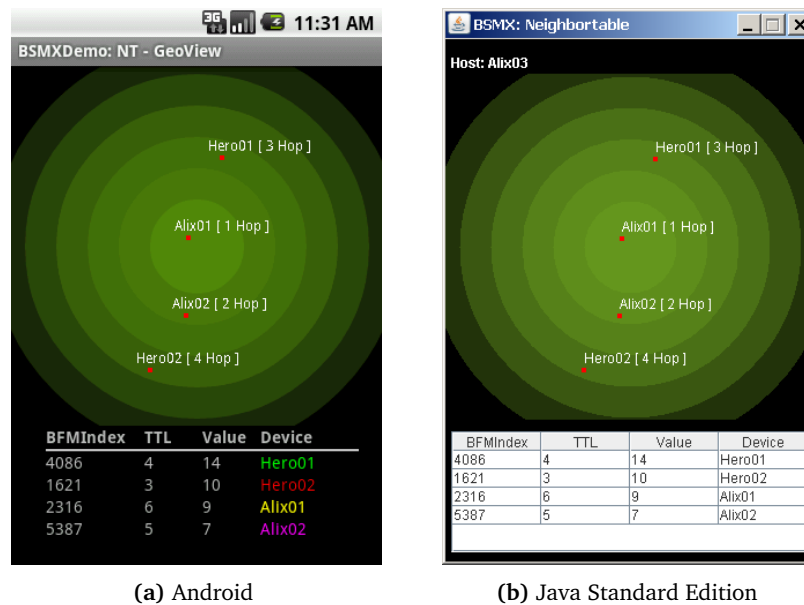 3G 11:31 AM
BSMXDemo: NT - GeoView
Hero01 [ 3 Hop ]
Alix01 [ 1 Hop ]
Alix02 [ 2 Hop ]
Hero02 [ 4 Hop ]
BFMIndex TTL Value Device
4086 4 14 Hero01
1621 3 10 Hero02
2316 6 9 Alix01
5387 5 7 Alix02
(a) Android
BSMX: Neighbortable
Host: Alix03
Hero01 [ 3 Hop ]
Alix01 [ 1 Hop ]
Alix02 [ 2 Hop ]
Hero02 [ 4 Hop ]
BFMIndex TTL Value Device
4086 4 14 Hero01
1621 3 10 Hero02
2316 6 9 Alix01
5387 5 7 Alix02
(b) Java Standard Edition